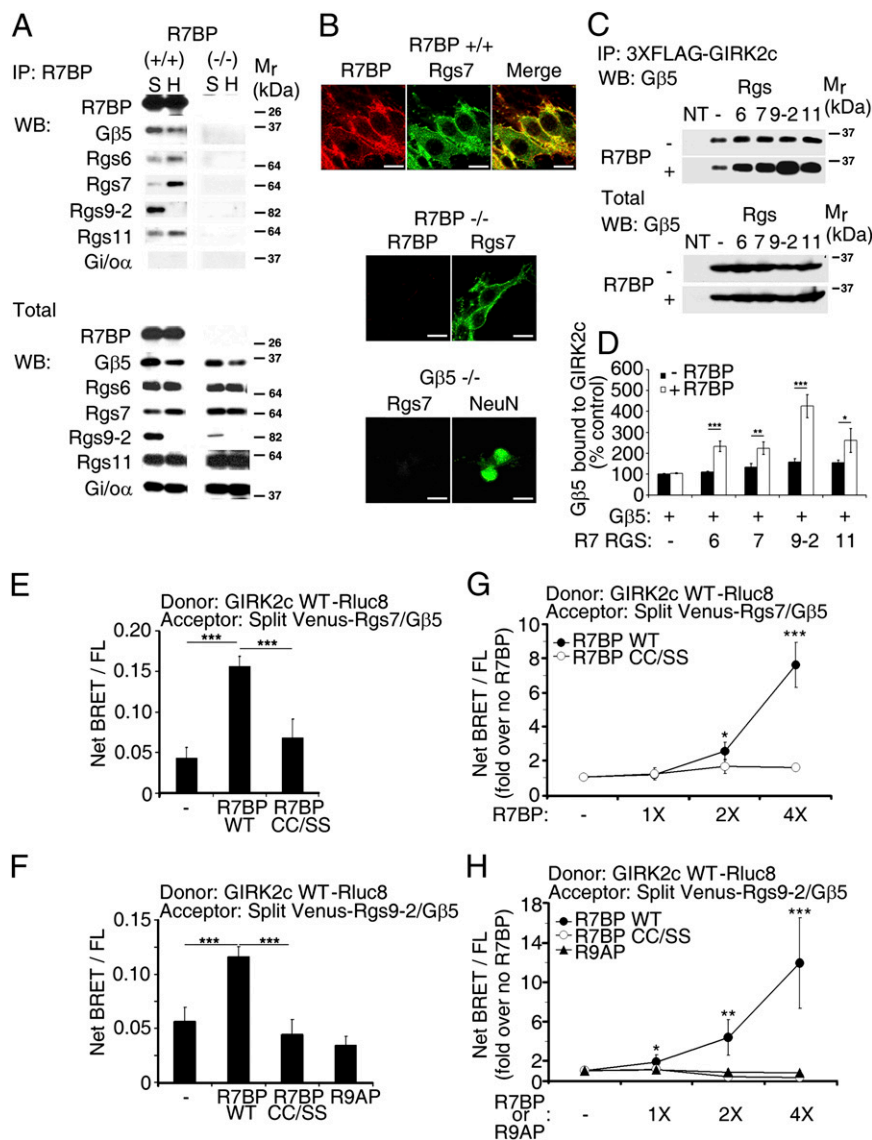 A
R7BP
(+/+) (-/-)
IP: R7BP S H S H Mr
(kDa)
R7BP
26
WB: Gβ5 37
Rgs6
64
Rgs7 64
Rgs9-2 82
Rgs11 64
Gi/oα 37
Total
R7BP
26
WB: Gβ5 37
Rgs6
64
Rgs7 64
Rgs9-2 82
Rgs11 64
Gi/oα
37
B
R7BP +/+
R7BP Rgs7 Merge
R7BP -/-
R7BP Rgs7
Gβ5 -/-
Rgs7 NeuN
C
IP: 3XFLAG-GIRK2c
WB: Gβ5
Rgs Mr
(kDa)
NT - 6 7 9-2 11
R7BP
- 37
+ 37
Total
WB: Gβ5 Rgs Mr
(kDa)
NT - 6 7 9-2 11
R7BP
- 37
+ 37
D
Gβ5 bound to GIRK2c
(% control)
600
500
400
300
200
100
0
- R7BP
+ R7BP
*** ** *** *
Gβ5: + + + + +
R7 RGS: - 6 7 9-2 11
E
Donor: GIRK2c WT-Rluc8
Acceptor: Split Venus-Rgs7/Gβ5
Net BRET / FL
0.20
0.15
0.10
0.05
0
*** ***
- R7BP R7BP
WT CC/SS
F
Donor: GIRK2c WT-Rluc8
Acceptor: Split Venus-Rgs9-2/Gβ5
Net BRET / FL
0.15
0.10
0.05
0
*** ***
- R7BP R7BP R9AP
WT CC/SS
G
Donor: GIRK2c WT-Rluc8
Acceptor: Split Venus-Rgs7/Gβ5
Net BRET / FL
(fold over no R7BP)
10
8
6
4
2
0
R7BP WT
R7BP CC/SS
* ***
R7BP: - 1X 2X 4X
H
Donor: GIRK2c WT-Rluc8
Acceptor: Split Venus-Rgs9-2/Gβ5
Net BRET / FL
(fold over no R7BP)
18
14
10
6
2
0
R7BP WT
R7BP CC/SS
R9AP
* ** ***
R7BP
or
R9AP
- 1X 2X 4X